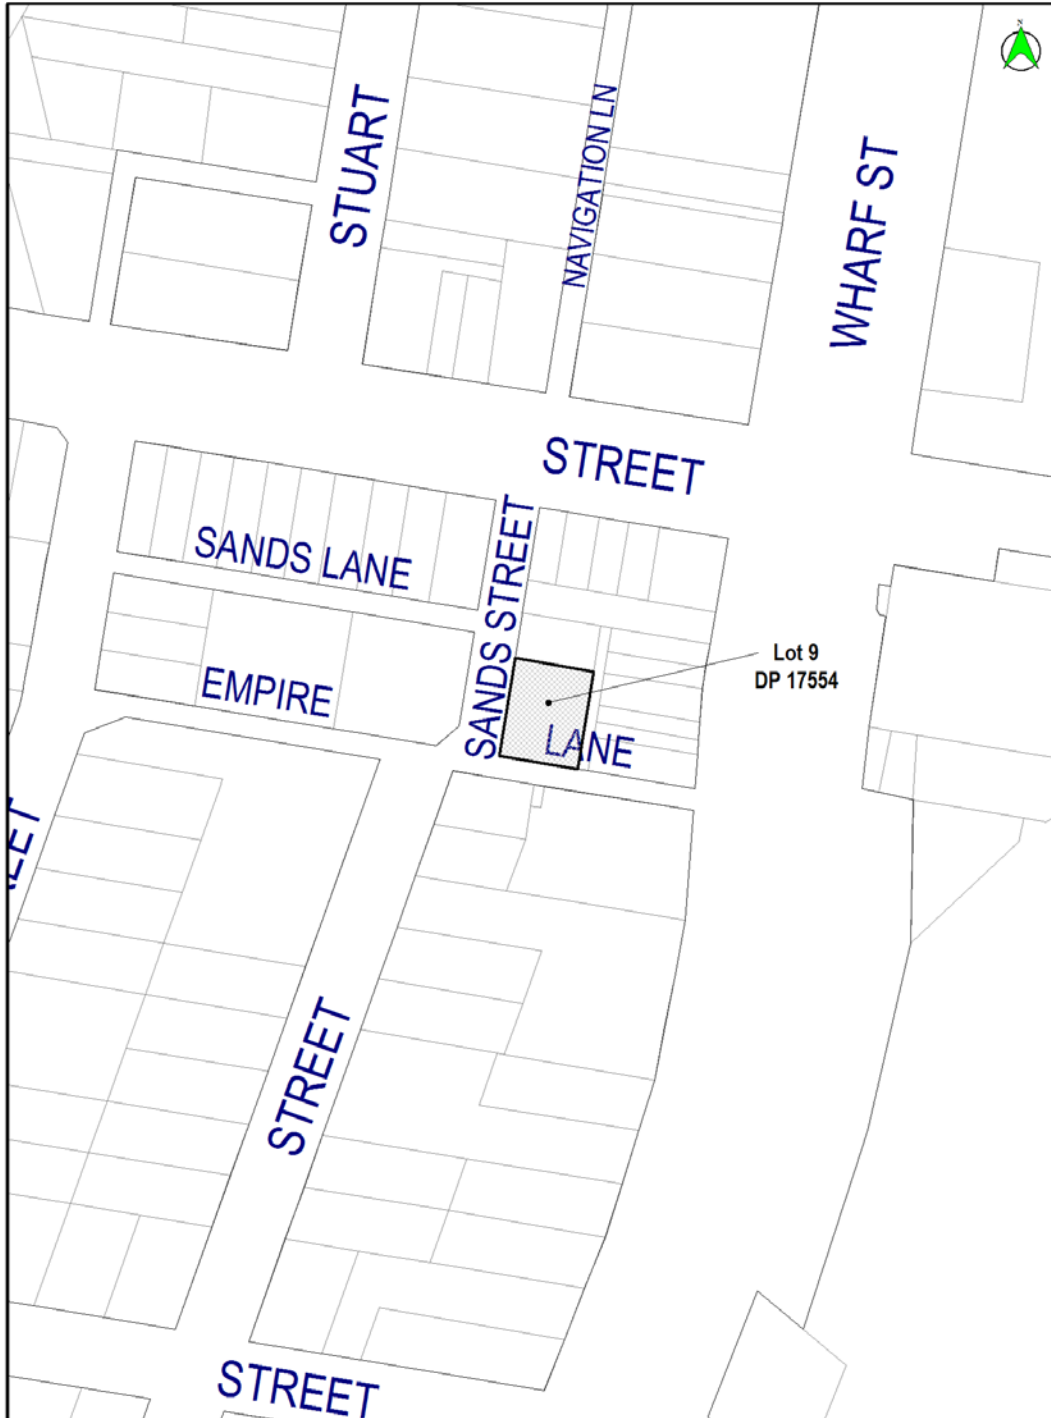 N
STUART
NAVIGATION LN
WHARF ST
STREET
SANDS LANE
SANDS STREET
EMPIRE
Lot 9
DP 17554
LANE
STREET
STREET